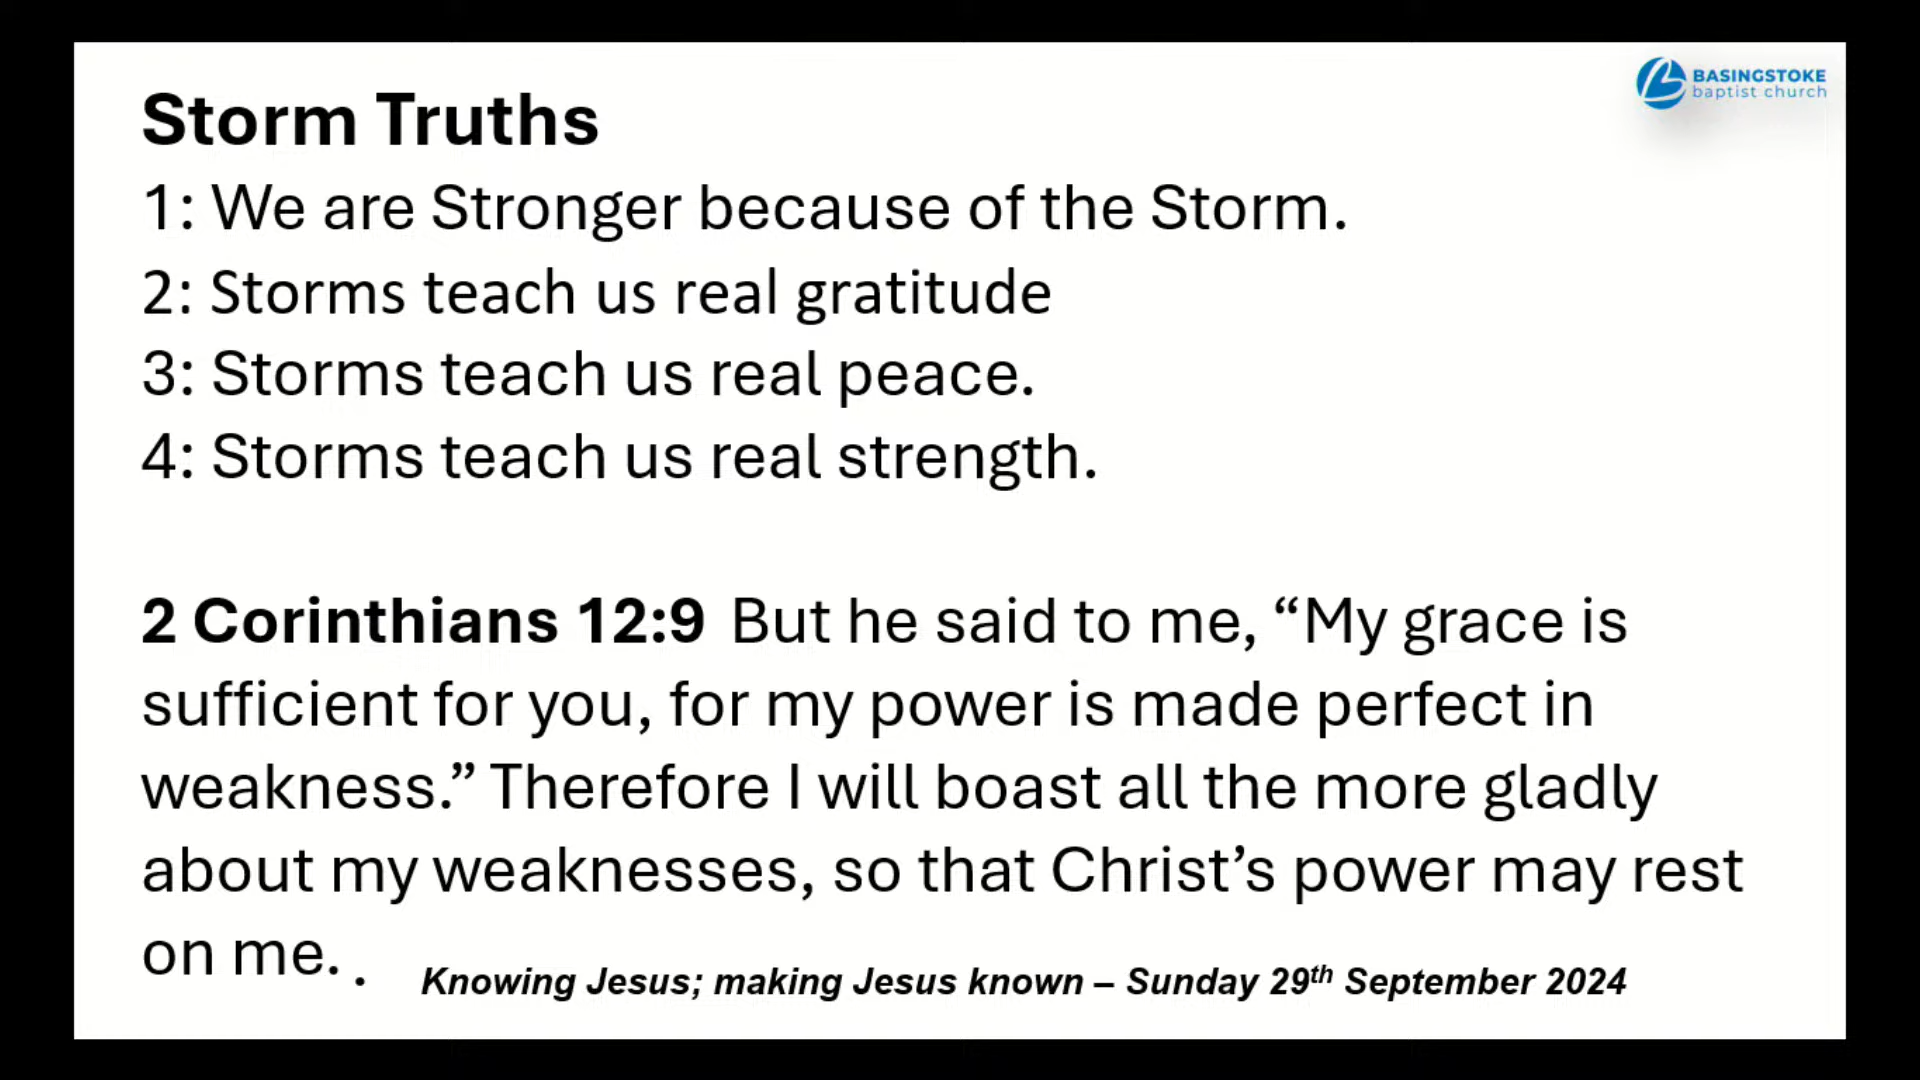 BASINGSTOKE
baptist church
Storm Truths
1: We are Stronger because of the Storm.
2: Storms teach us real gratitude
3: Storms teach us real peace.
4: Storms teach us real strength.
2 Corinthians 12:9 But he said to me, “My grace is
sufficient for you, for my power is made perfect in
weakness.” Therefore I will boast all the more gladly
about my weaknesses, so that Christ’s power may rest
on me. .
Knowing Jesus; making Jesus known – Sunday 29th September 2024